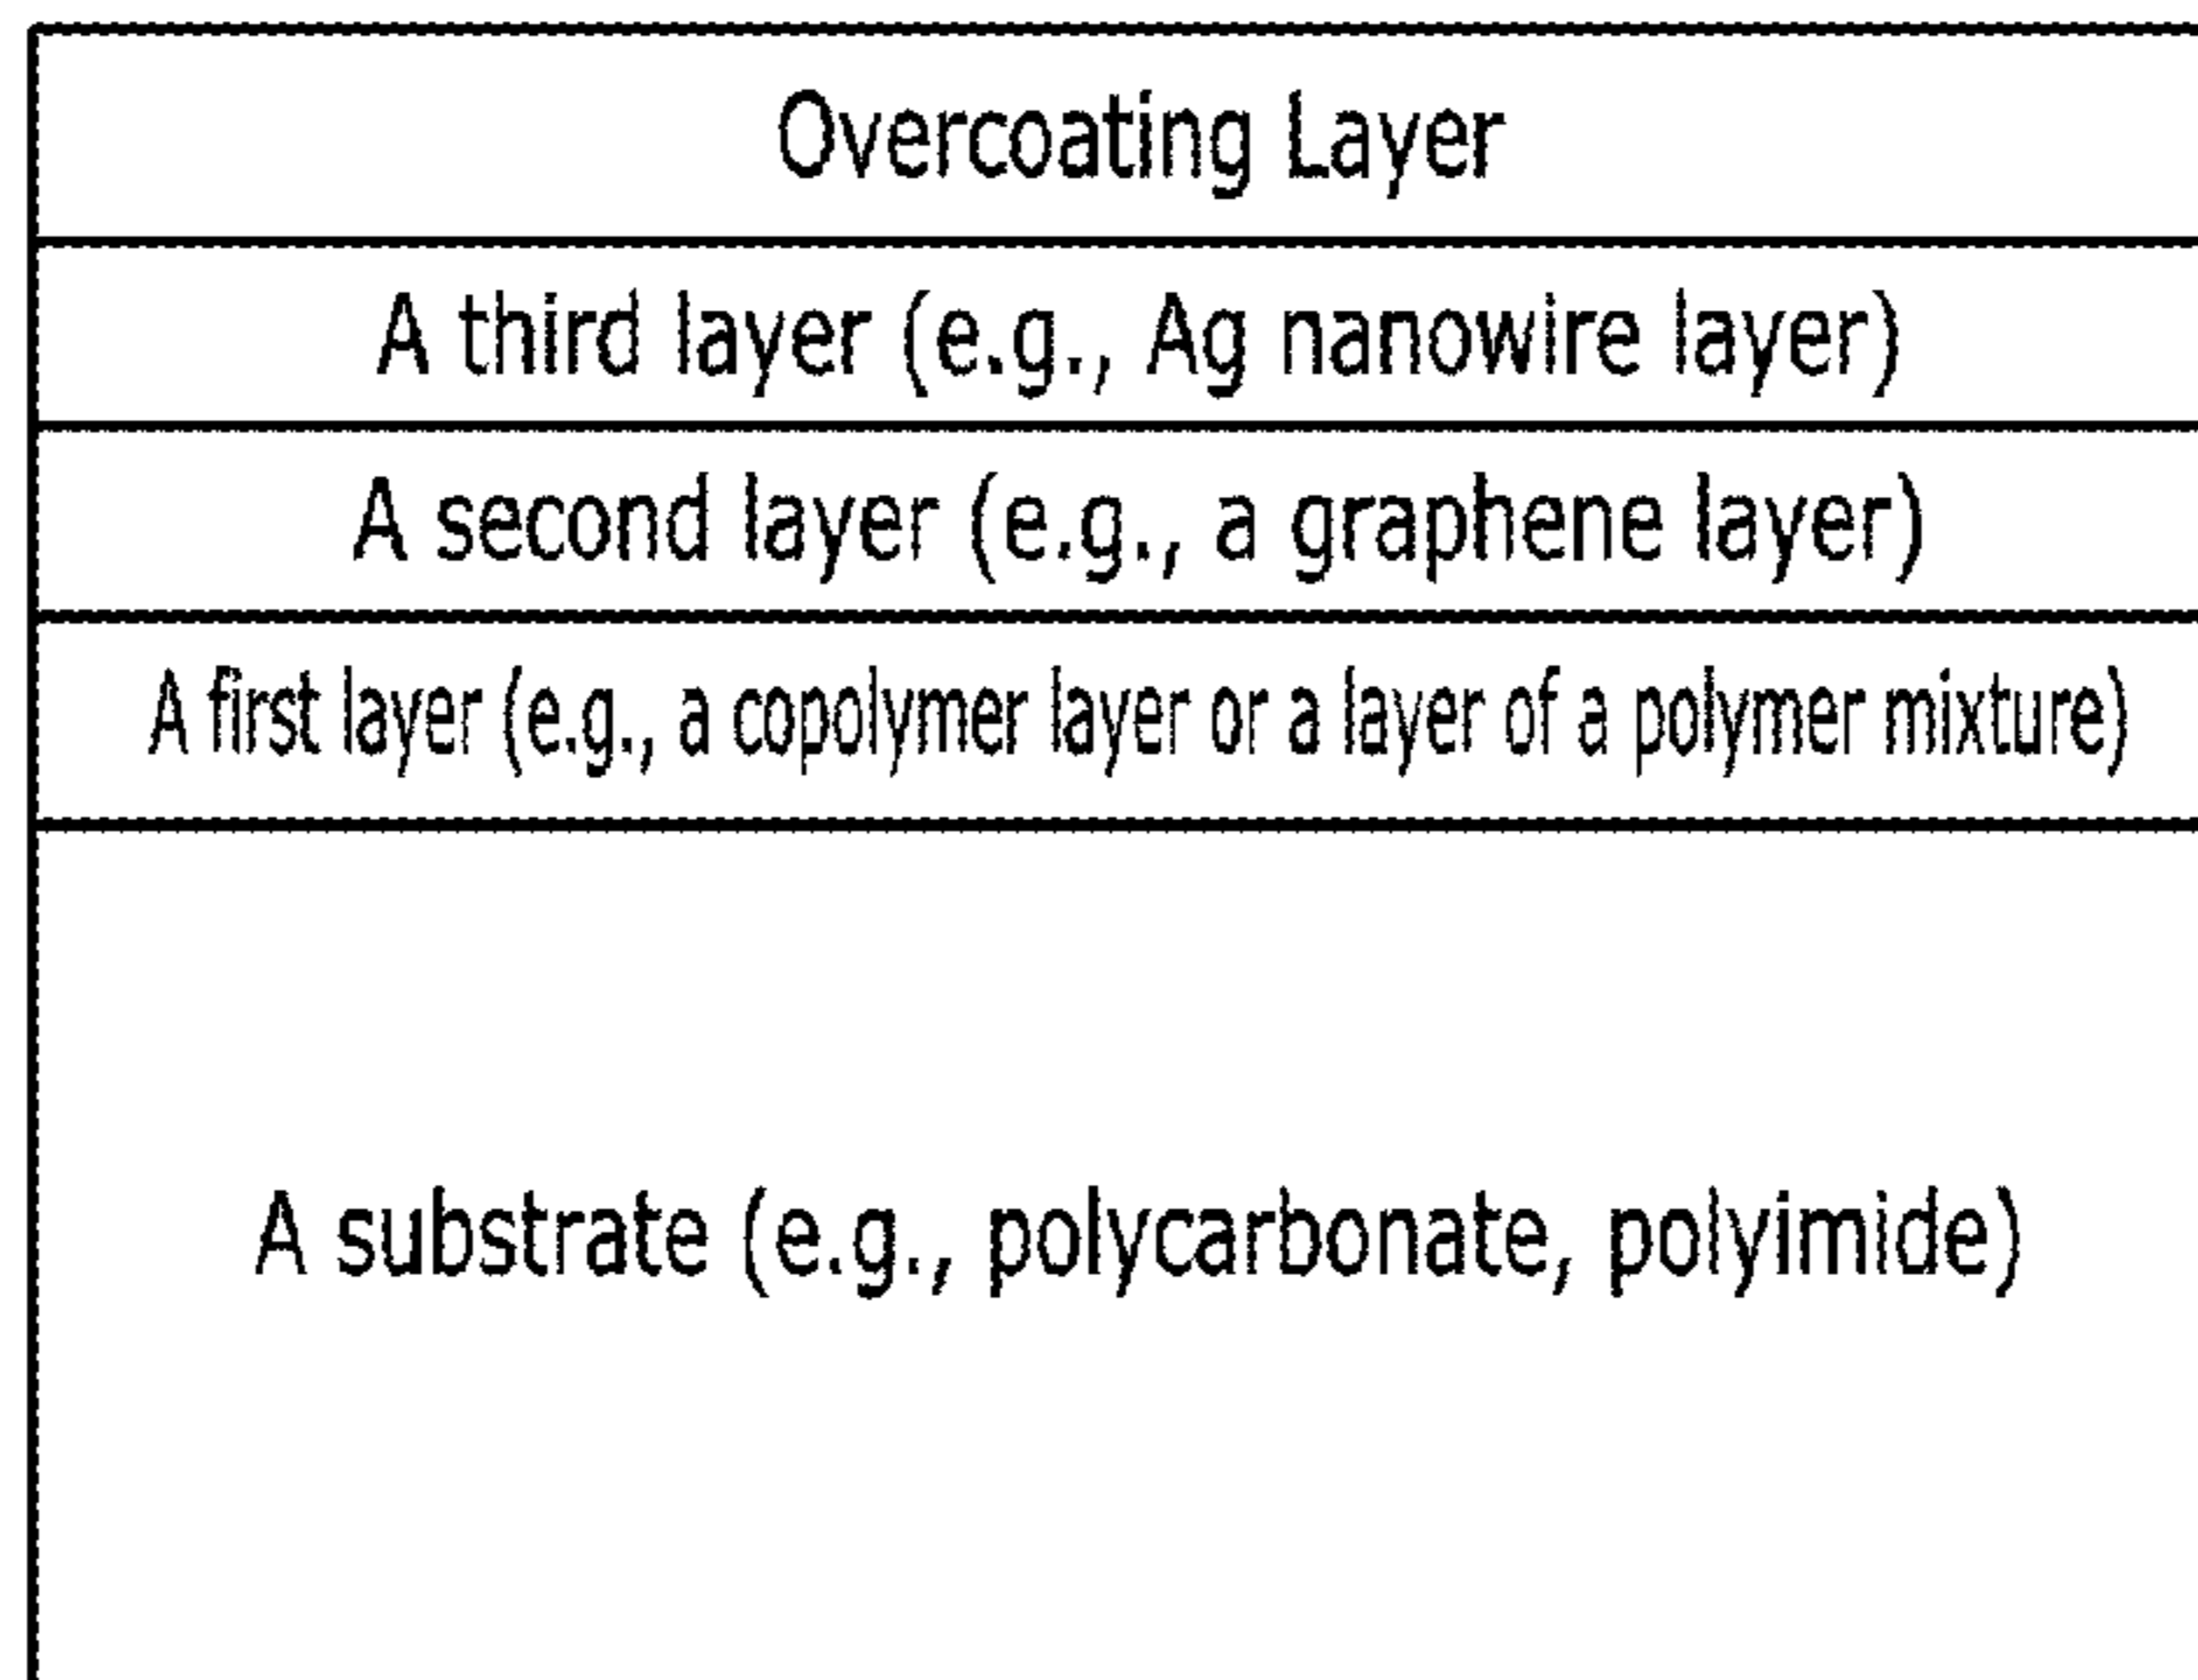 Overcoating Layer
A third layer (e.g., Ag nanowire layer)
A second layer (e.g., a graphene layer)
A first layer (e.g., a copolymer layer or a layer of a polymer mixture)
A substrate (e.g., polycarbonate, polyimide)